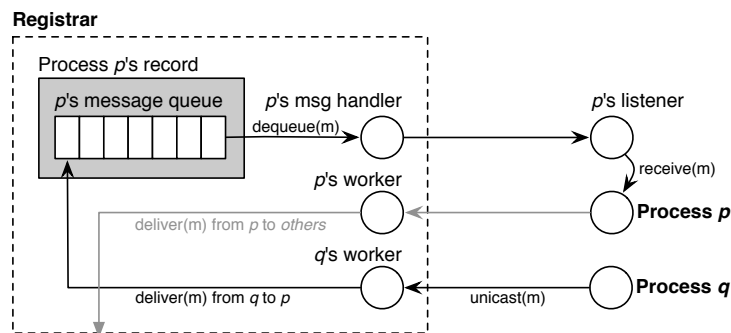 Registrar
Process p's record
p's message queue
p's msg handler
p's listener
dequeue(m)
receive(m)
p's worker
Process p
deliver(m) from p to others
q's worker
Process q
deliver(m) from q to p
unicast(m)